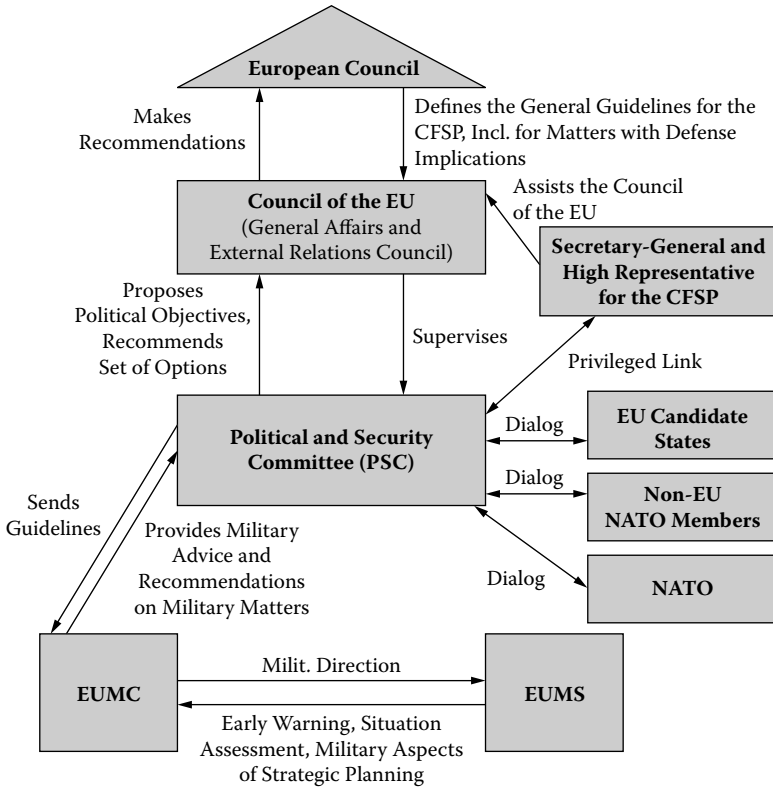 European Council
Makes
Recommendations
Defines the General Guidelines for the
CFSP, Incl. for Matters with Defense
Implications
Council of the EU
(General Affairs and
External Relations Council)
Assists the Council
of the EU
Secretary-General and
High Representative
for the CFSP
Proposes
Political Objectives,
Recommends
Set of Options
Supervises
Privileged Link
Political and Security
Committee (PSC)
Dialog
EU Candidate
States
Dialog
Non-EU
NATO Members
Dialog
NATO
Sends
Guidelines
Provides Military
Advice and
Recommendations
on Military Matters
EUMC
Milit. Direction
EUMS
Early Warning, Situation
Assessment, Military Aspects
of Strategic Planning